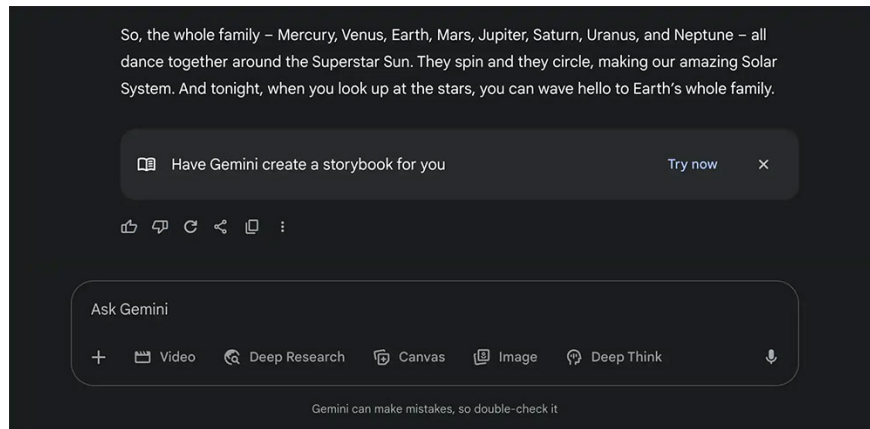 So, the whole family – Mercury, Venus, Earth, Mars, Jupiter, Saturn, Uranus, and Neptune – all
dance together around the Superstar Sun. They spin and they circle, making our amazing Solar
System. And tonight, when you look up at the stars, you can wave hello to Earth’s whole family.
Have Gemini create a storybook for you Try now
Ask Gemini
Video Deep Research Canvas Image Deep Think
Gemini can make mistakes, so double-check it